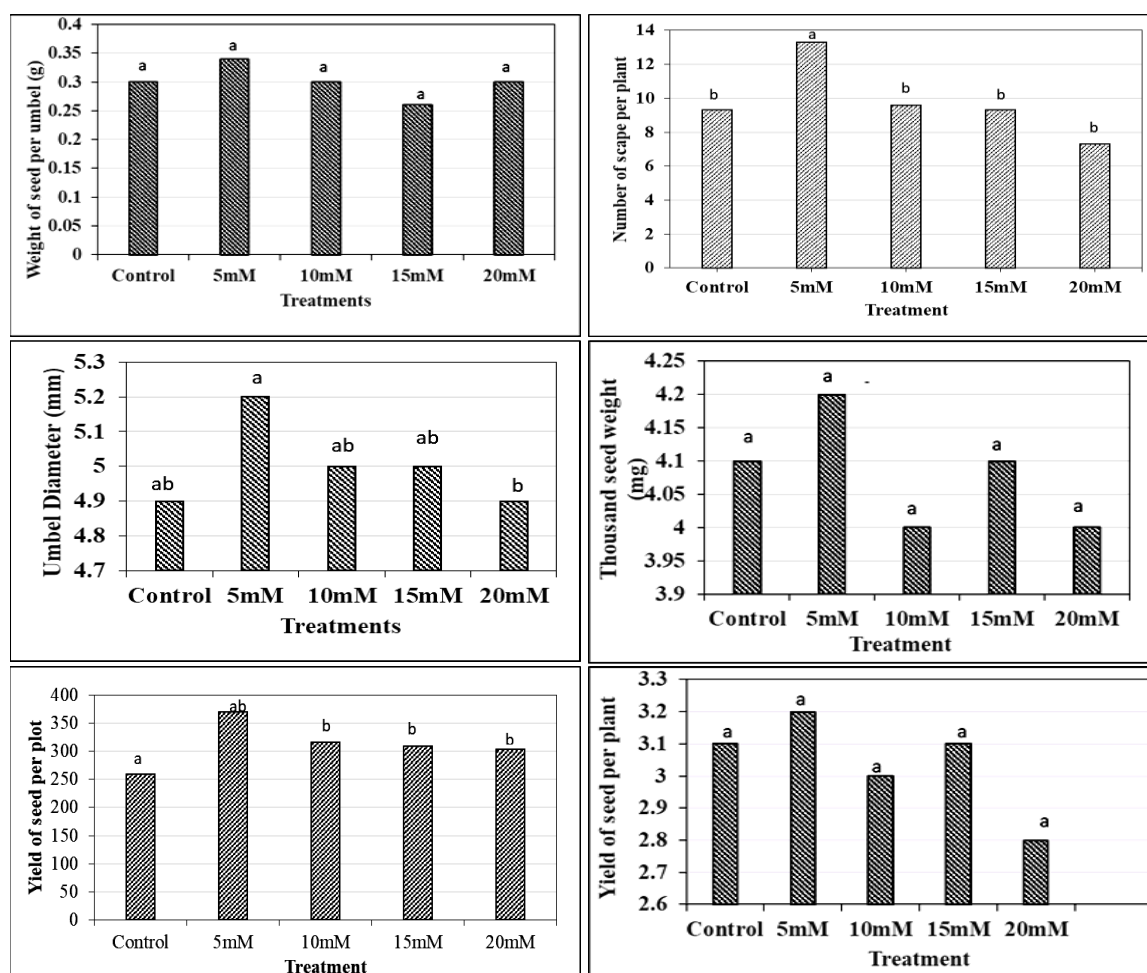 Weight of seed per umbel (g)
0.4
0.35
0.3
0.25
0.2
0.15
0.1
0.05
0
a
a
a
a
a
Control 5mM 10mM 15mM 20mM
Treatments
Number of scape per plant
14
12
10
8
6
4
2
0
b
a
b
b
b
Control 5mM 10mM 15mM 20mM
Treatment
Umbel Diameter (mm)
5.3
5.2
5.1
5
4.9
4.8
4.7
ab
a
ab
ab
b
Control 5mM 10mM 15mM 20mM
Treatments
Thousand seed weight
(mg)
4.25
4.2
4.15
4.1
4.05
4
3.95
3.9
a
a
-
a
a
a
Control 5mM 10mM 15mM 20mM
Treatment
Yield of seed per plot
400
350
300
250
200
150
100
50
0
a
ab
b
b
b
Control 5mM 10mM 15mM 20mM
Treatment
Yield of seed per plant
3.3
3.2
3.1
3
2.9
2.8
2.7
2.6
a
a
a
a
a
Control 5mM 10mM 15mM 20mM
Treatment